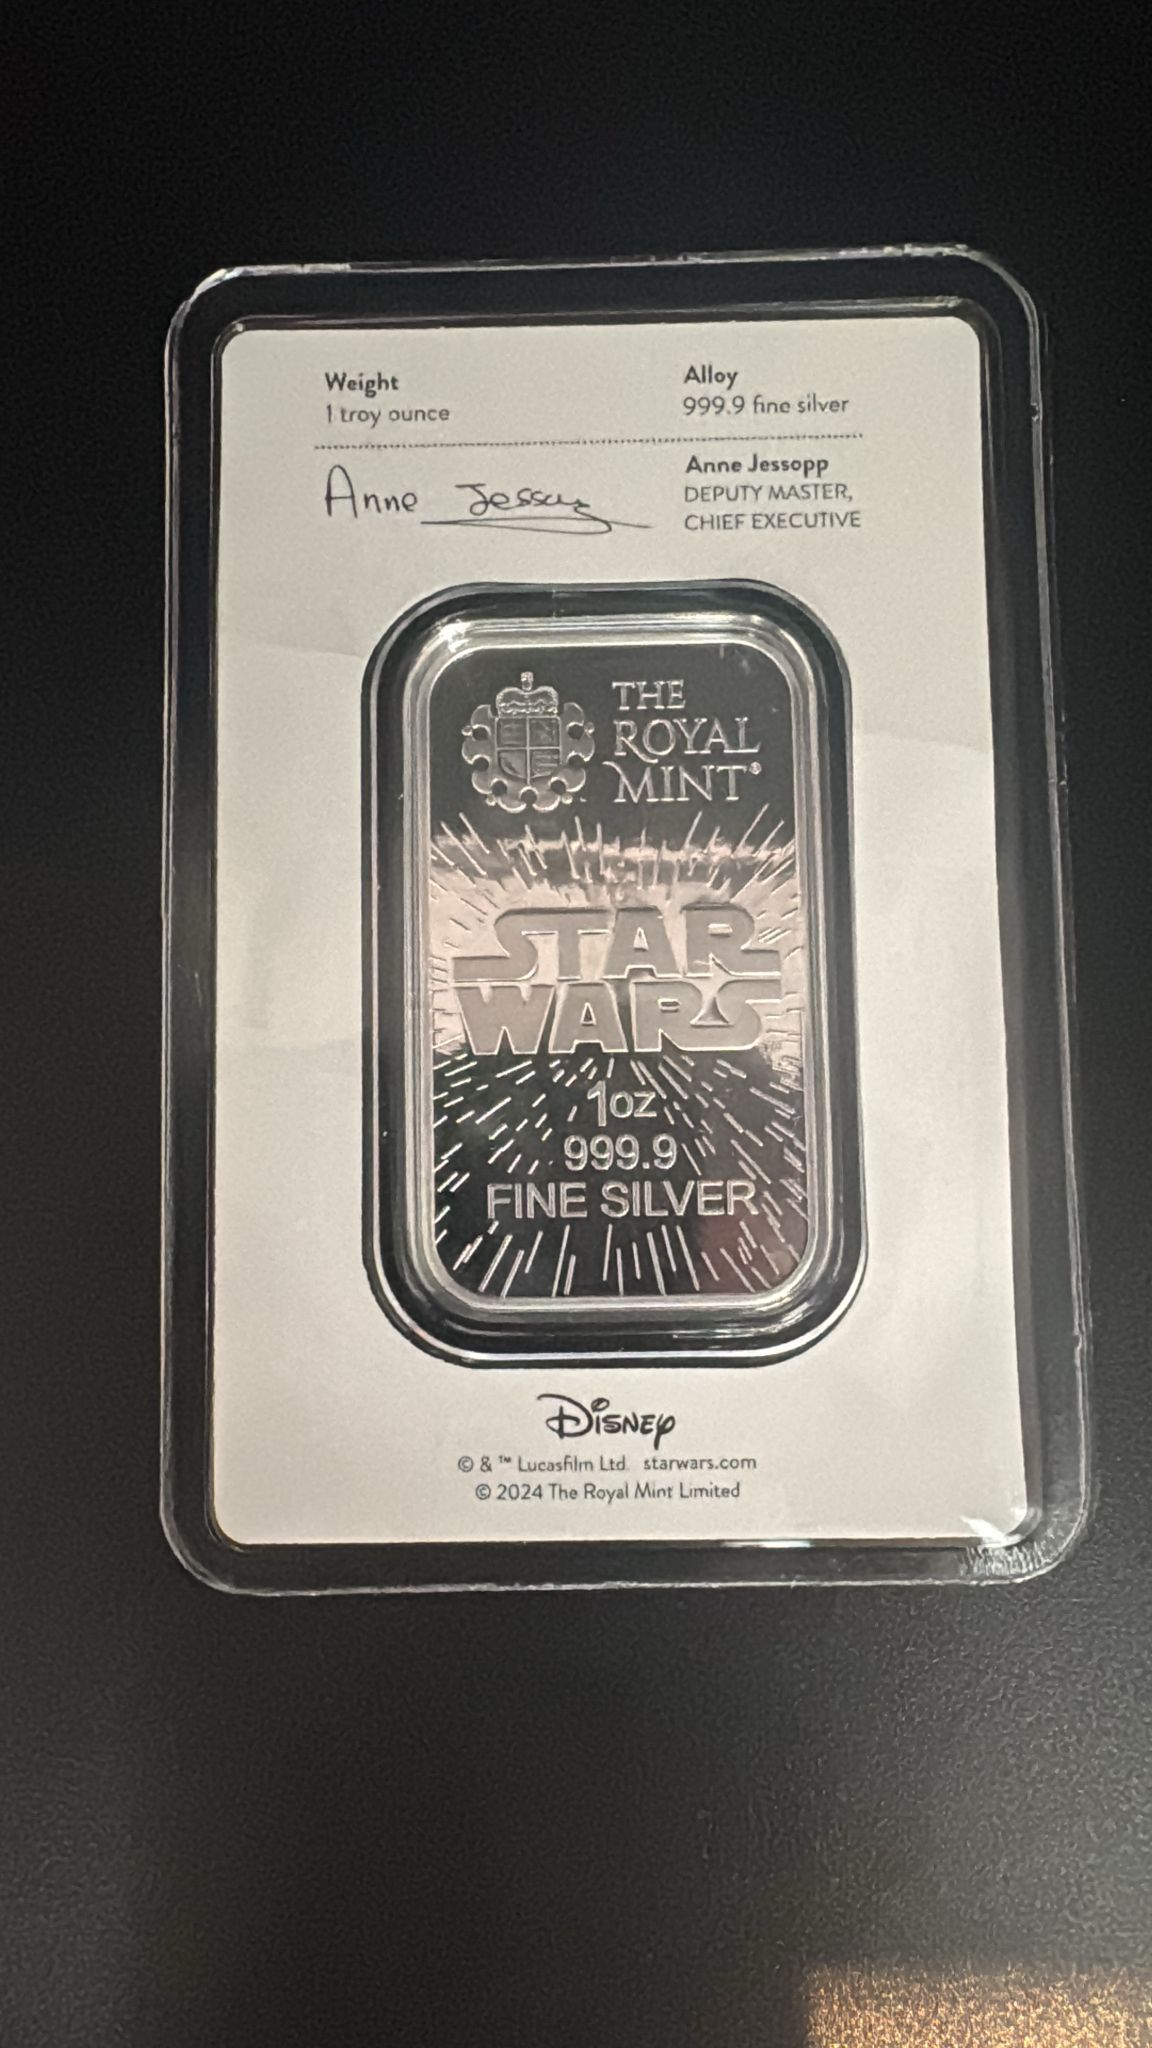 Weight
1 troy ounce
Alloy
999.9 fine silver
Anne Jessopp
Anne Jessopp
DEPUTY MASTER,
CHIEF EXECUTIVE
THE
ROYAL
MINT®
STAR
WARS
1oz
999.9
FINE SILVER
Disney
© & ™ Lucasfilm Ltd. starwars.com
© 2024 The Royal Mint Limited